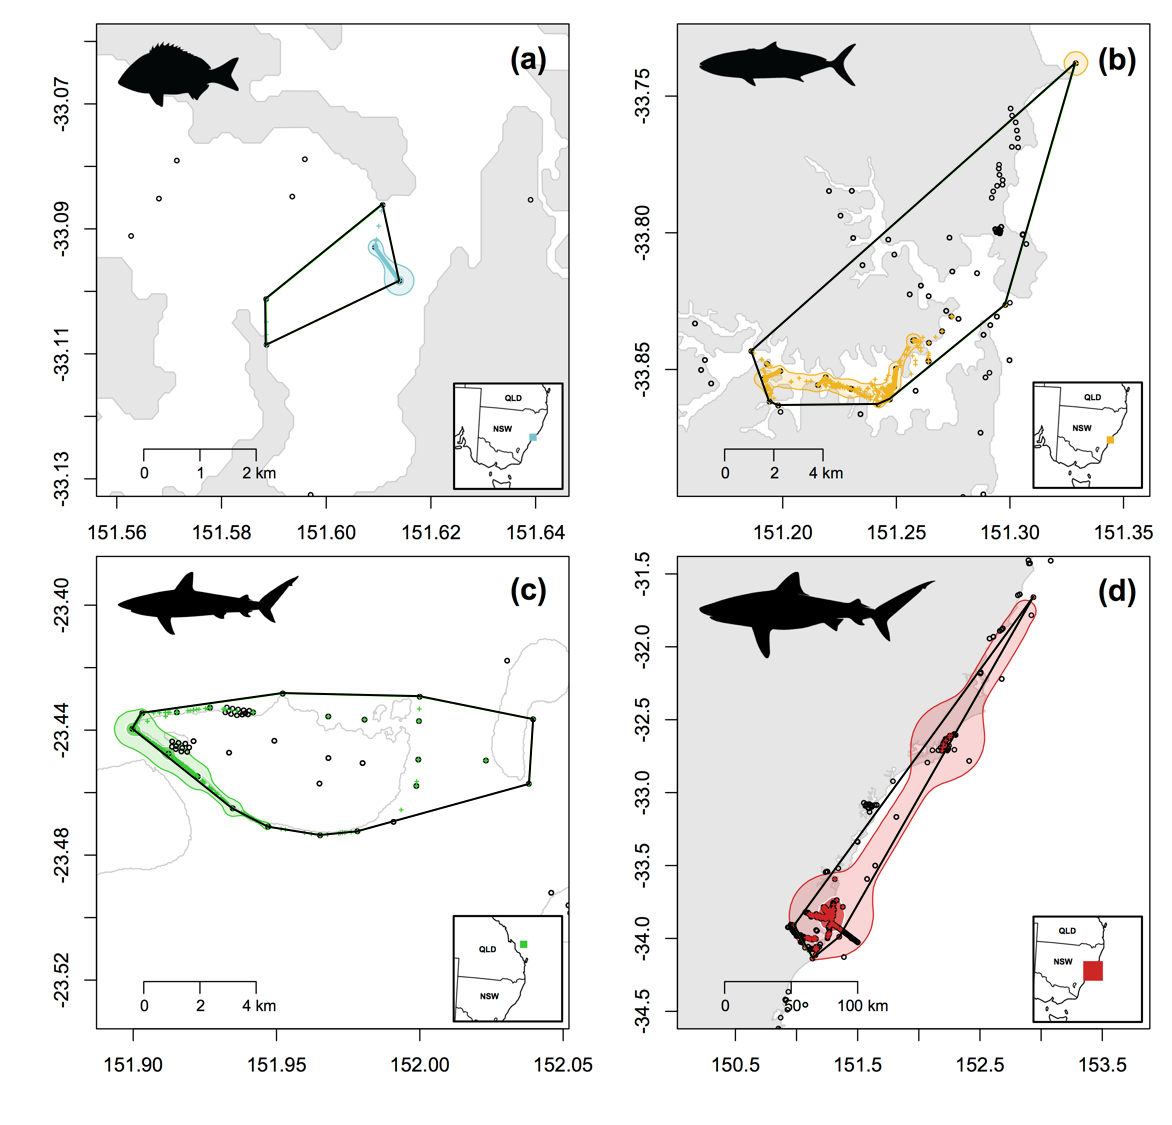 (a)
-33.07
-33.09
-33.11
-33.13
QLD
NSW
0 1 2 km
151.56 151.58 151.60 151.62 151.64
(b)
-33.75
-33.80
-33.85
QLD
NSW
0 2 4 km
151.20 151.25 151.30 151.35
(c)
-23.40
-23.44
-23.48
-23.52
QLD
NSW
0 2 4 km
151.90 151.95 152.00 152.05
(d)
-31.5
-32.0
-32.5
-33.0
-33.5
-34.0
-34.5
QLD
NSW
0 50 100 km
150.5 151.5 152.5 153.5